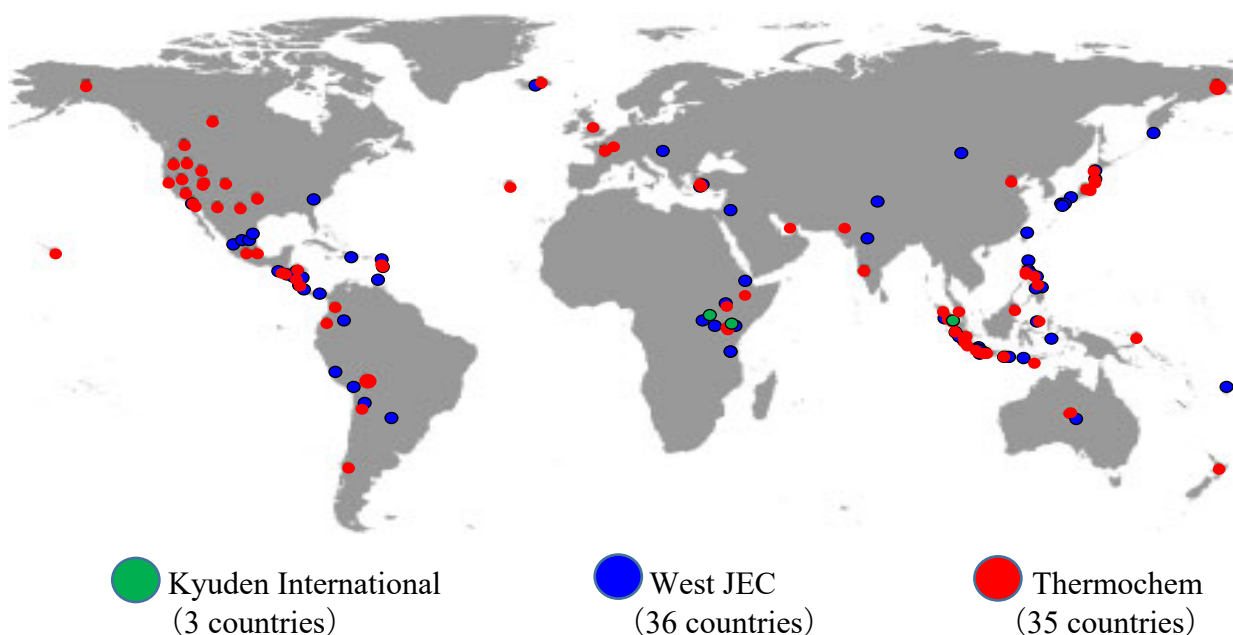 Kyuden International
West JEC
Thermochem
（3 countries）
（36 countries）
（35 countries）